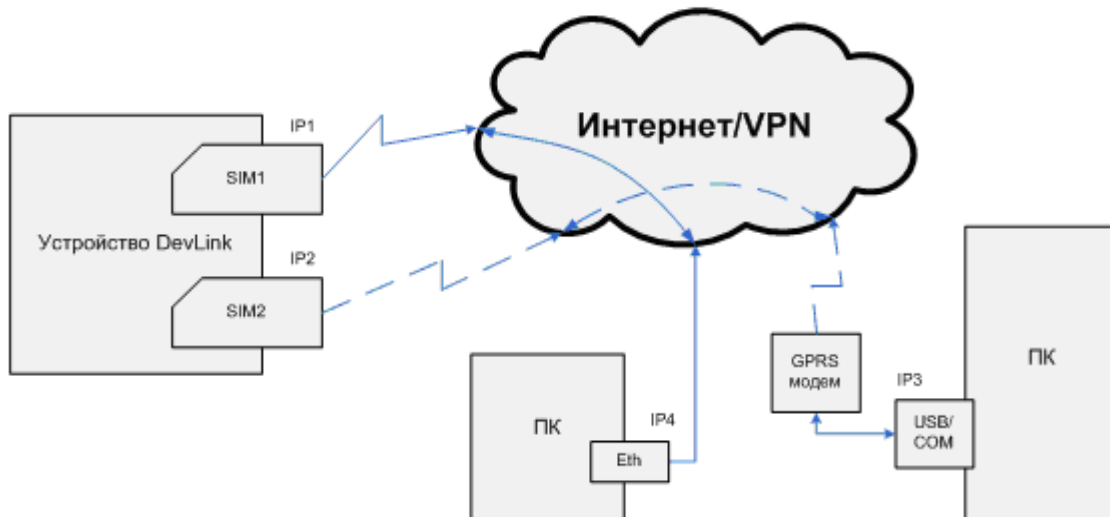 Интернет/VPN
IP1
SIM1
Устройство DevLink
IP2
SIM2
ПК
IP4
Eth
GPRS
модем
IP3
USB/
COM
ПК